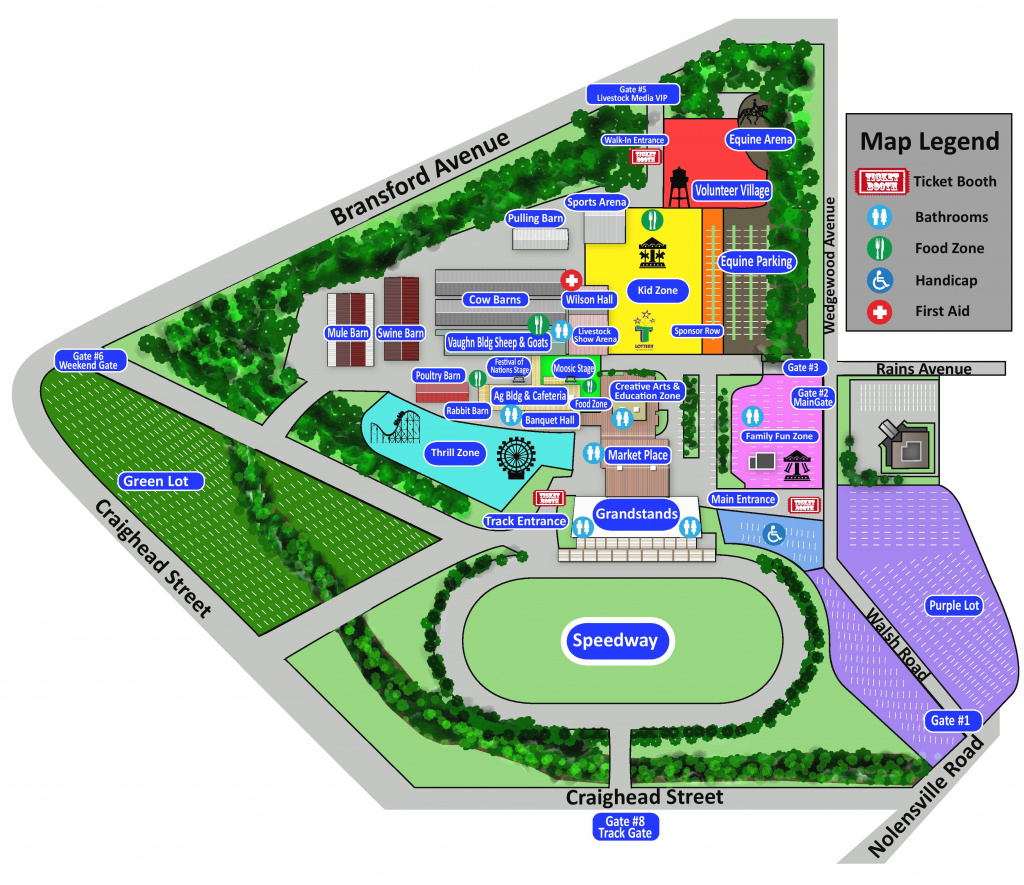 Gate #5
Livestock Media VIP
Walk-In Entrance
TICKET
BOOTH
Equine Arena
Volunteer Village
Bransford Avenue
Sports Arena
Pulling Barn
Wedgewood Avenue
Equine Parking
Kid Zone
Cow Barns
Wilson Hall
LOTTERY
Sponsor Row
Mule Barn
Swine Barn
Vaughn Bldg Sheep & Goats
Livestock
Show Arena
Gate #6
Weekend Gate
Festival of
Nations Stage
Moosic Stage
Poultry Barn
Gate #3
Rains Avenue
Creative Arts &
Education Zone
Ag Bldg & Cafeteria
Food Zone
Gate #2
MainGate
Rabbit Barn
Banquet Hall
Family Fun Zone
Thrill Zone
Market Place
Green Lot
TICKET
BOOTH
Main Entrance
TICKET
BOOTH
Track Entrance
Grandstands
Craighead Street
Purple Lot
Speedway
Walsh Road
Gate #1
Nolensville Road
Craighead Street
Gate #8
Track Gate
Map Legend
TICKET
BOOTH
Ticket Booth
Bathrooms
Food Zone
Handicap
First Aid